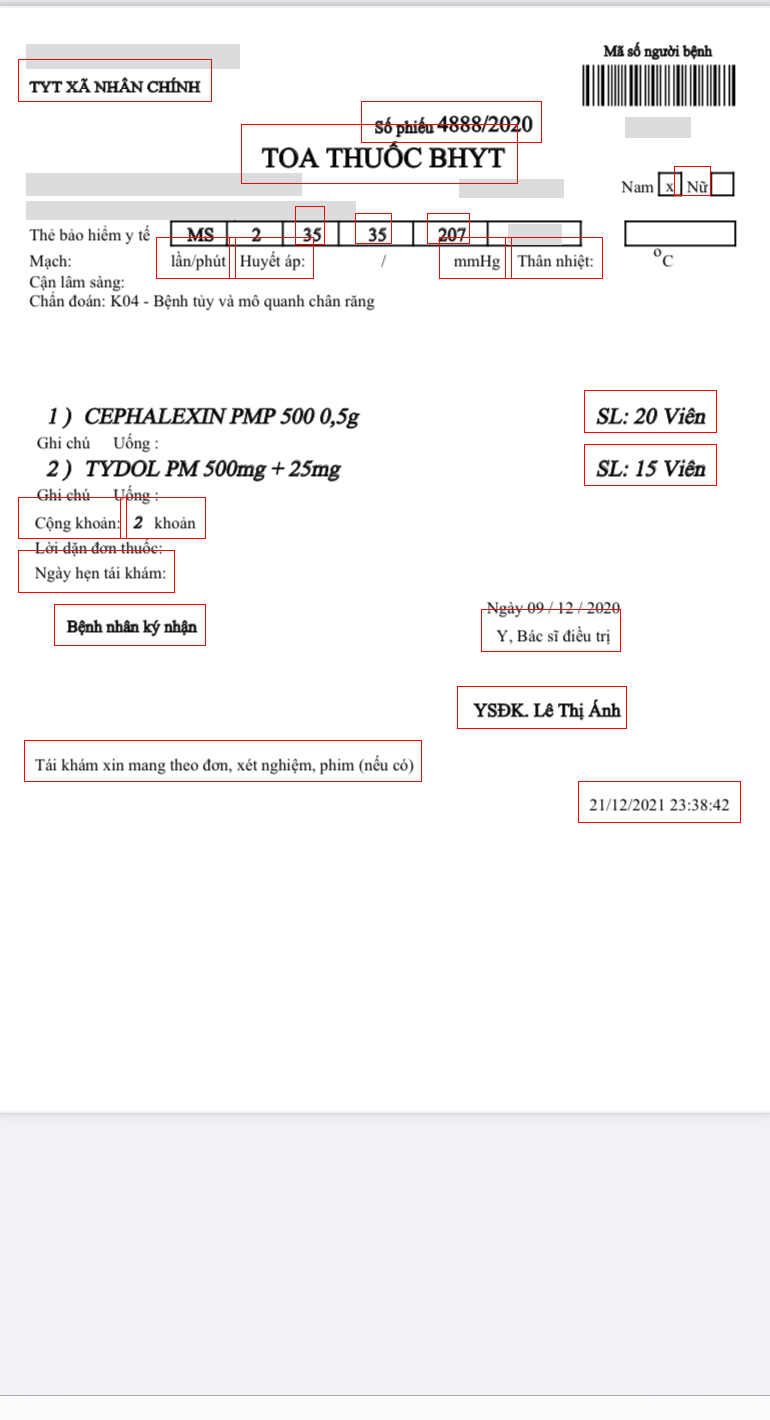 Mã số người bệnh
TYT XÃ NHÂN CHÍNH
Số phiếu 4888/2020
TOA THUỐC BHYT
Nam x Nữ
Thẻ bảo hiểm y tế MS 2 35 35 207
Mạch: lần/phút Huyết áp: / mmHg Thân nhiệt: oC
Cận lâm sàng:
Chẩn đoán: K04 - Bệnh tủy và mô quanh chân răng
1 ) CEPHALEXIN PMP 500 0,5g SL: 20 Viên
Ghi chú Uống :
2 ) TYDOL PM 500mg + 25mg SL: 15 Viên
Ghi chú Uống :
Cộng khoản: 2 khoản
Lời dặn đơn thuốc:
Ngày hẹn tái khám:
Ngày 09 / 12 / 2020
Bệnh nhân ký nhận Y, Bác sĩ điều trị
YSĐK. Lê Thị Ánh
Tái khám xin mang theo đơn, xét nghiệm, phim (nếu có)
21/12/2021 23:38:42